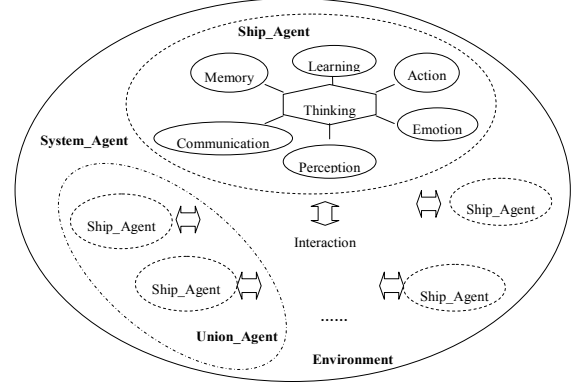 Ship_Agent
Learning
Memory
Action
Thinking
Communication
Emotion
Perception
System_Agent
Ship_Agent
Ship_Agent
Interaction
Ship_Agent
Ship_Agent
......
Union_Agent
Environment